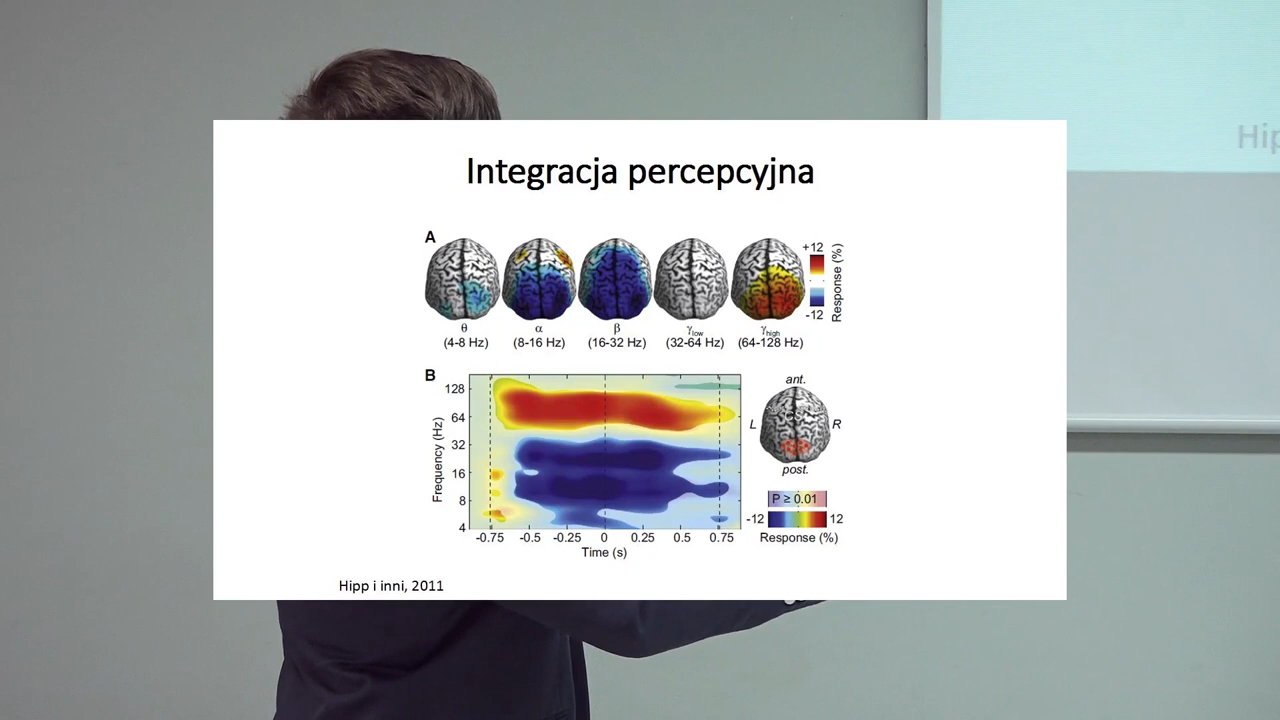 Integracja percepcyjna
A
+12
-12
Response (%)
θ
(4-8 Hz)
α
(8-16 Hz)
β
(16-32 Hz)
γlow
(32-64 Hz)
γhigh
(64-128 Hz)
B
128
64
32
16
8
4
Frequency (Hz)
-0.75 -0.5 -0.25 0 0.25 0.5 0.75
Time (s)
ant.
L
R
post.
P ≥ 0.01
-12 12
Response (%)
Hipp i inni, 2011
Hip